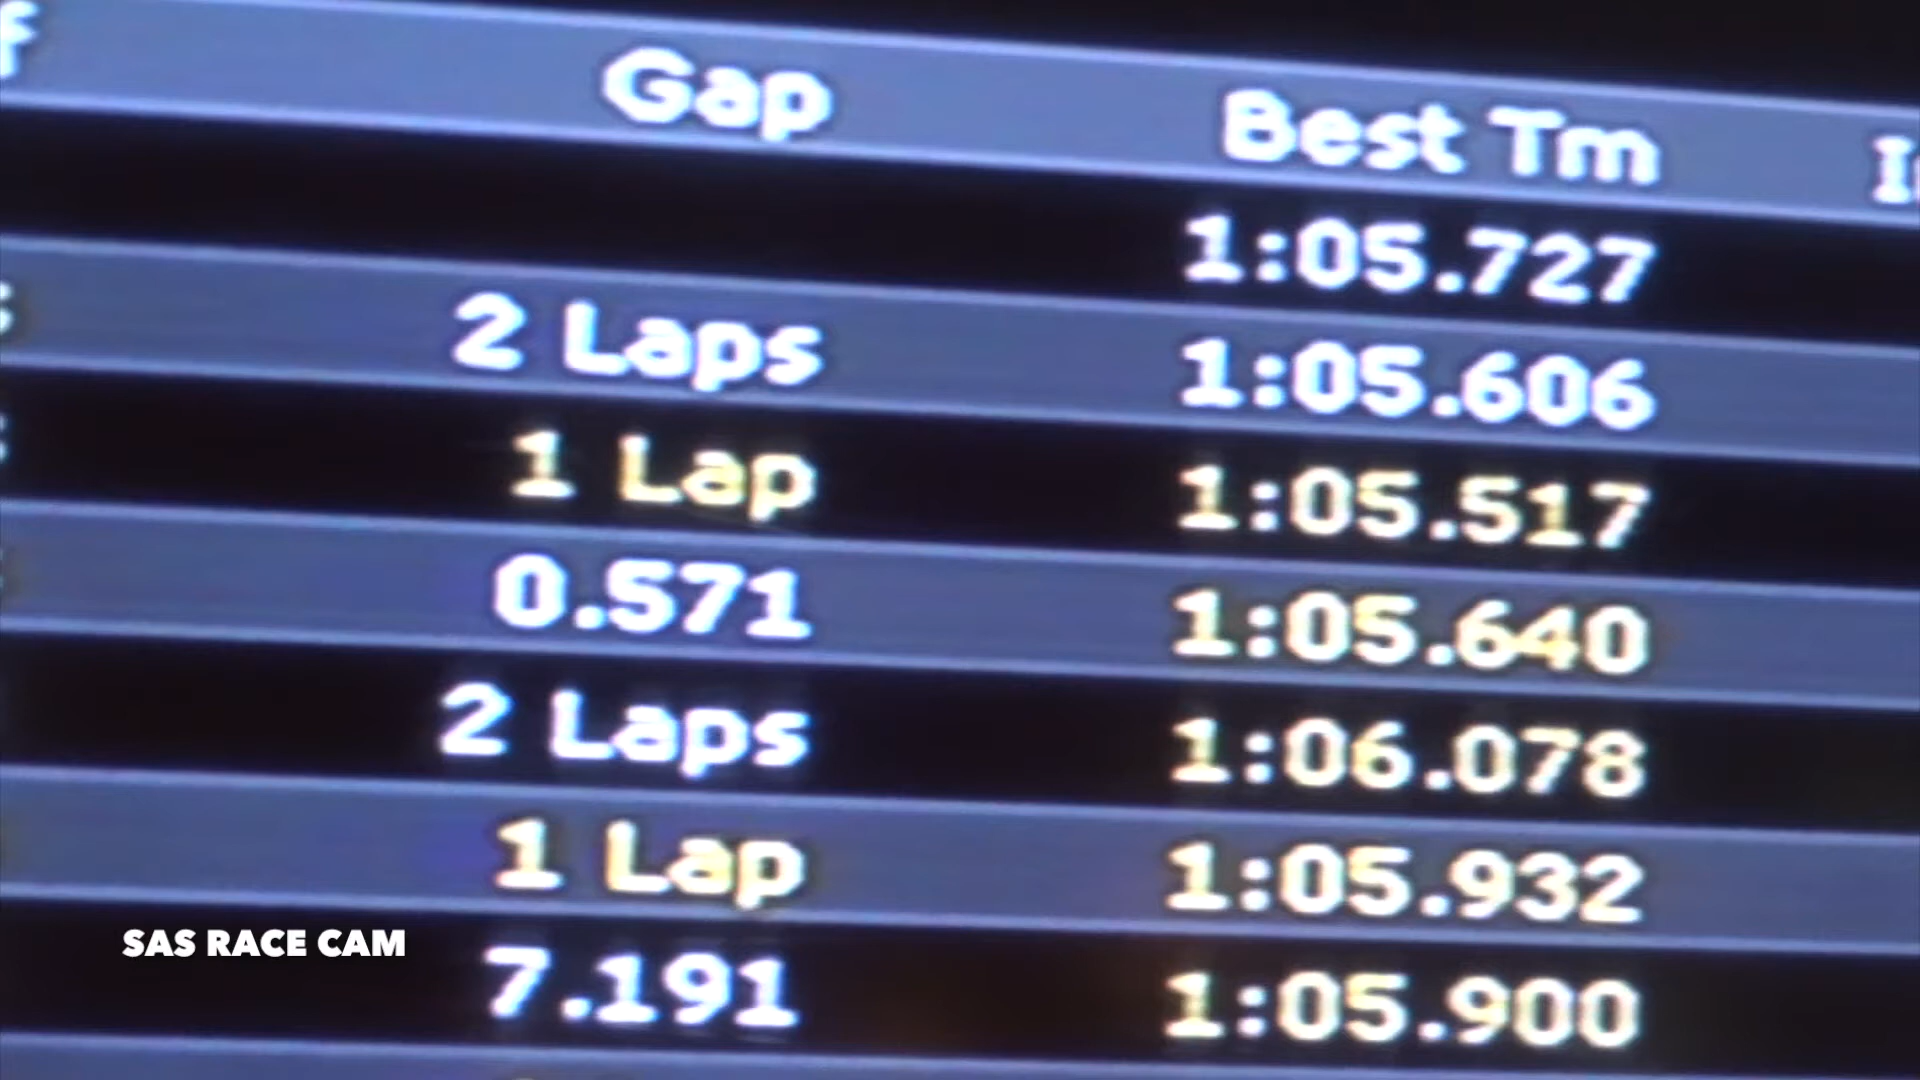 Gap Best Tm
1:05.727
2 Laps 1:05.606
1 Lap 1:05.517
0.571 1:05.640
2 Laps 1:06.078
1 Lap 1:05.932
7.191 1:05.900
SAS RACE CAM